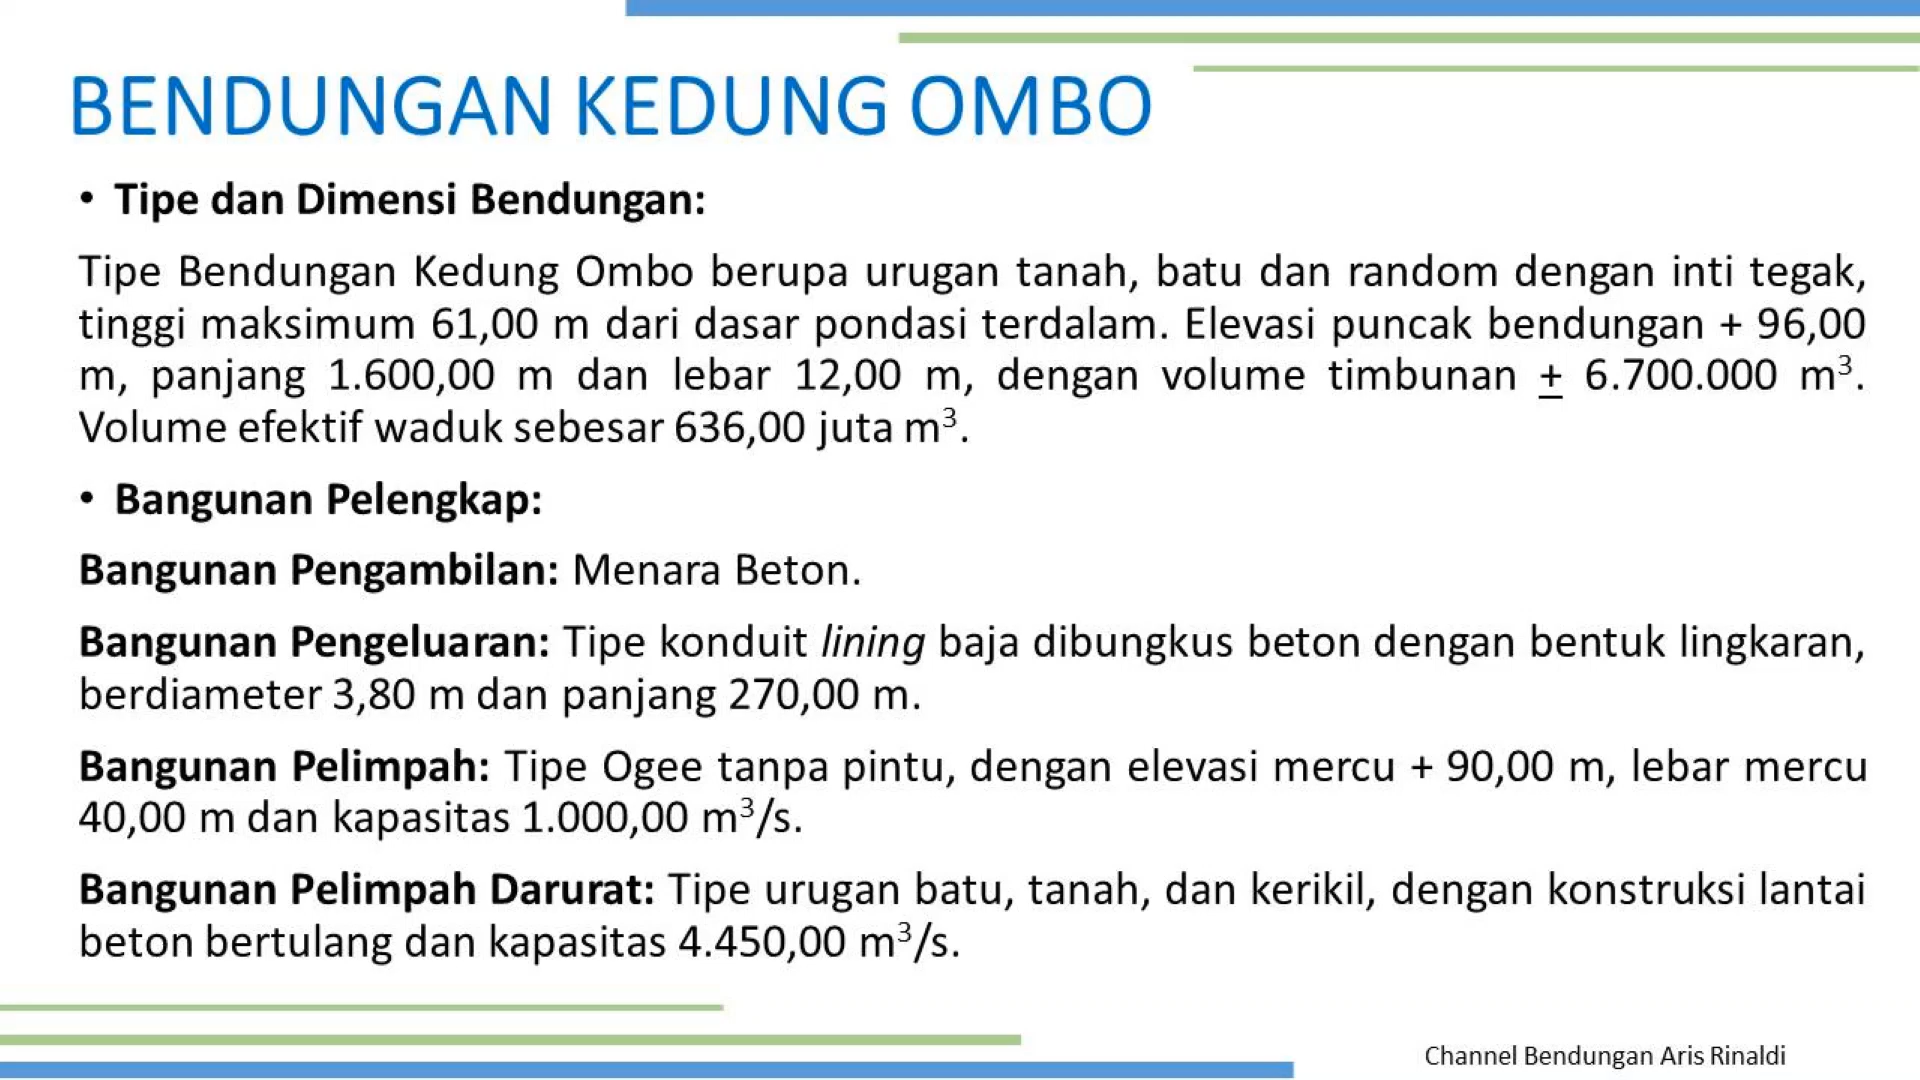 BENDUNGAN KEDUNG OMBO
• Tipe dan Dimensi Bendungan:
Tipe Bendungan Kedung Ombo berupa urugan tanah, batu dan random dengan inti tegak,
tinggi maksimum 61,00 m dari dasar pondasi terdalam. Elevasi puncak bendungan + 96,00
m, panjang 1.600,00 m dan lebar 12,00 m, dengan volume timbunan ± 6.700.000 m³.
Volume efektif waduk sebesar 636,00 juta m³.
• Bangunan Pelengkap:
Bangunan Pengambilan: Menara Beton.
Bangunan Pengeluaran: Tipe konduit lining baja dibungkus beton dengan bentuk lingkaran,
berdiameter 3,80 m dan panjang 270,00 m.
Bangunan Pelimpah: Tipe Ogee tanpa pintu, dengan elevasi mercu + 90,00 m, lebar mercu
40,00 m dan kapasitas 1.000,00 m³/s.
Bangunan Pelimpah Darurat: Tipe urugan batu, tanah, dan kerikil, dengan konstruksi lantai
beton bertulang dan kapasitas 4.450,00 m³/s.
Channel Bendungan Aris Rinaldi